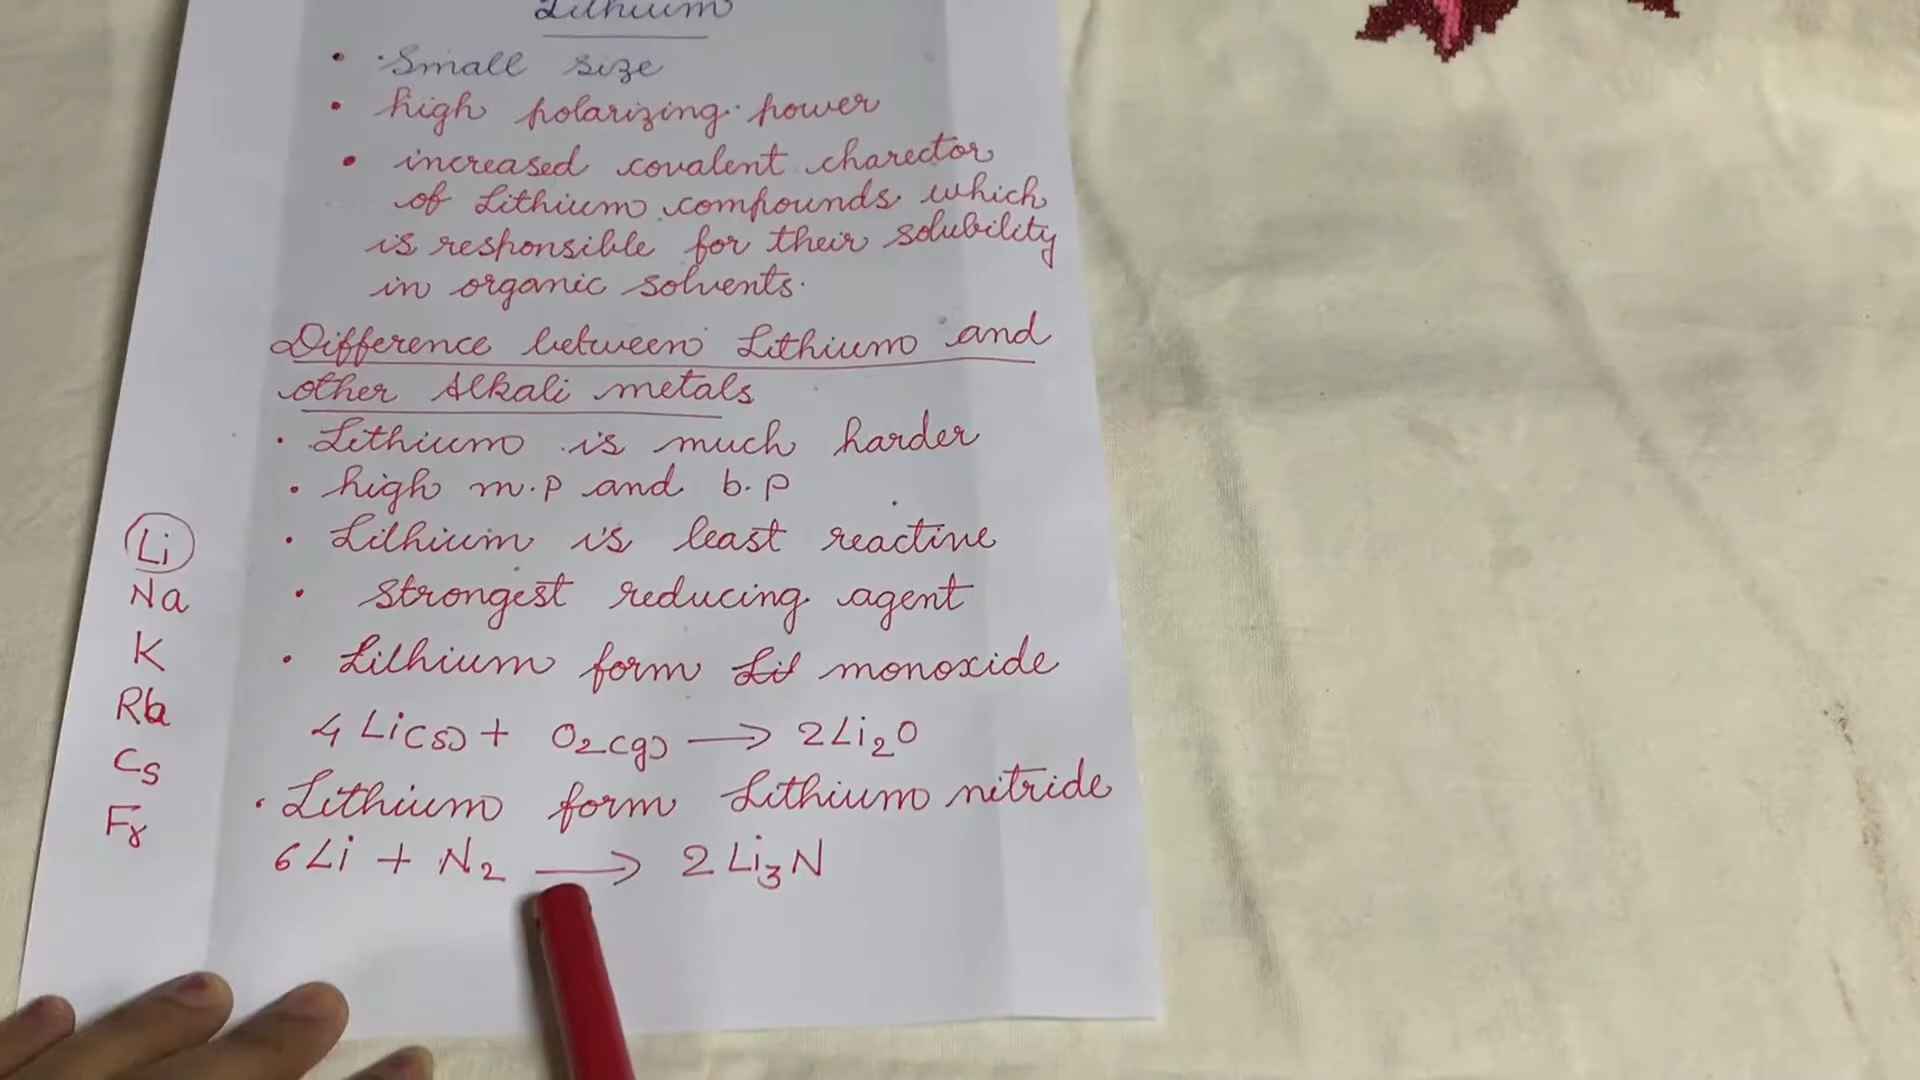 Lithium
• Small size
• high polarizing power
• increased covalent charector
of Lithium compounds which
is responsible for their solubility
in organic solvents.
Difference between Lithium and
other Alkali metals
• Lithium is much harder
• high m.p and b.p
• Lithium is least reactive
• strongest reducing agent
• Lithium form Lit monoxide
4 Li(s) + O2(g) → 2Li2O
• Lithium form Lithium nitride
6Li + N2 → 2Li3N
Li
Na
K
Rb
Cs
Fr